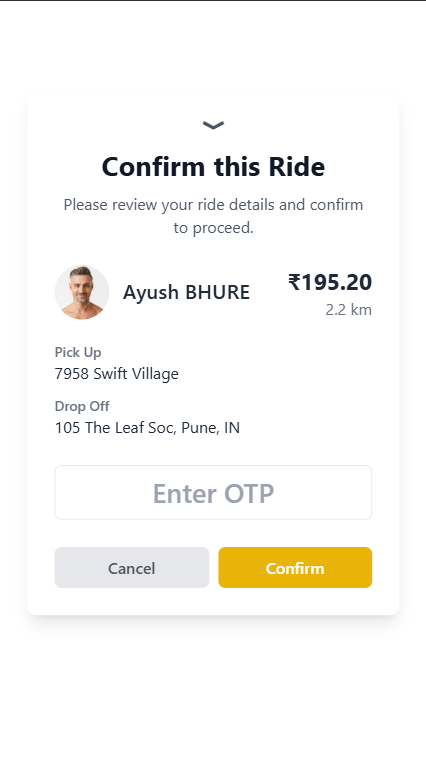 Confirm this Ride
Please review your ride details and confirm
to proceed.
Ayush BHURE
₹195.20
2.2 km
Pick Up
7958 Swift Village
Drop Off
105 The Leaf Soc, Pune, IN
Enter OTP
Cancel
Confirm